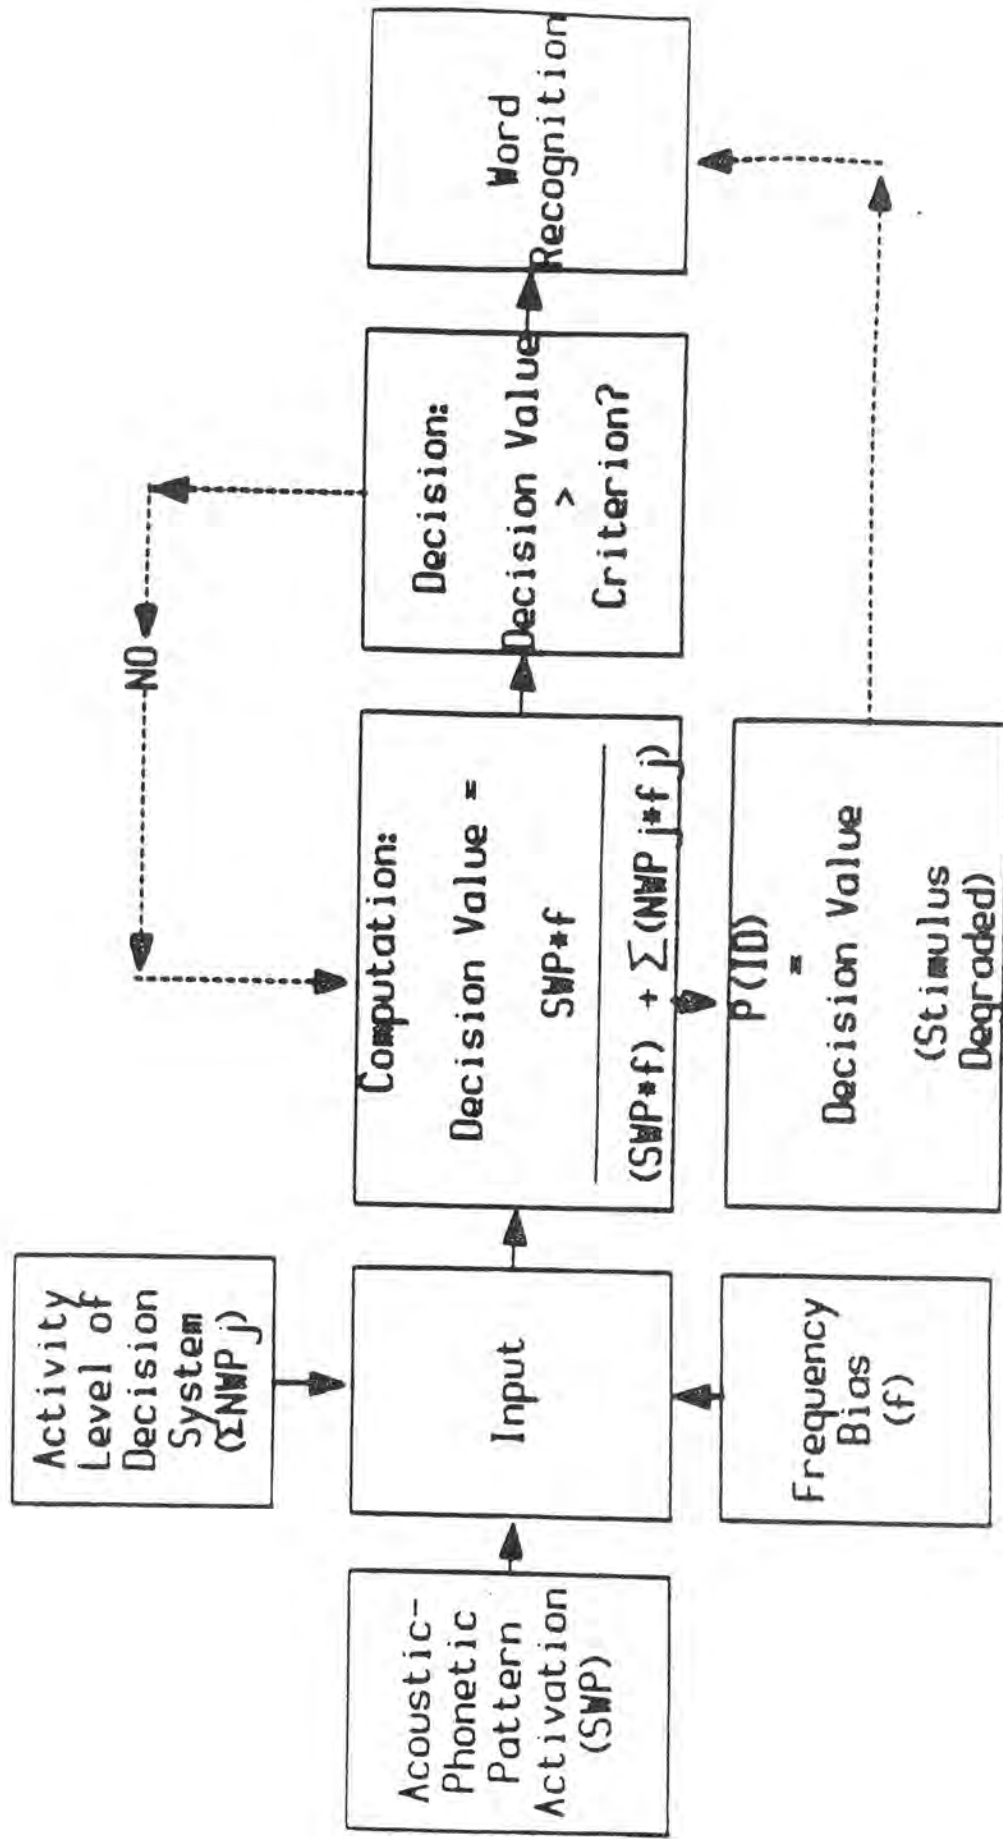 Acoustic-
Phonetic
Pattern
Activation
(SWP)
Activity
Level of
Decision
System
(ΣNWP j)
Input
Frequency
Bias
(f)
Computation:
Decision Value =
SWP*f
(SWP*f) + Σ(NWP j*f j)
P(ID)
=
Decision Value
(Stimulus
Degraded)
NO
Decision:
Decision Value
>
Criterion?
Word
Recognition